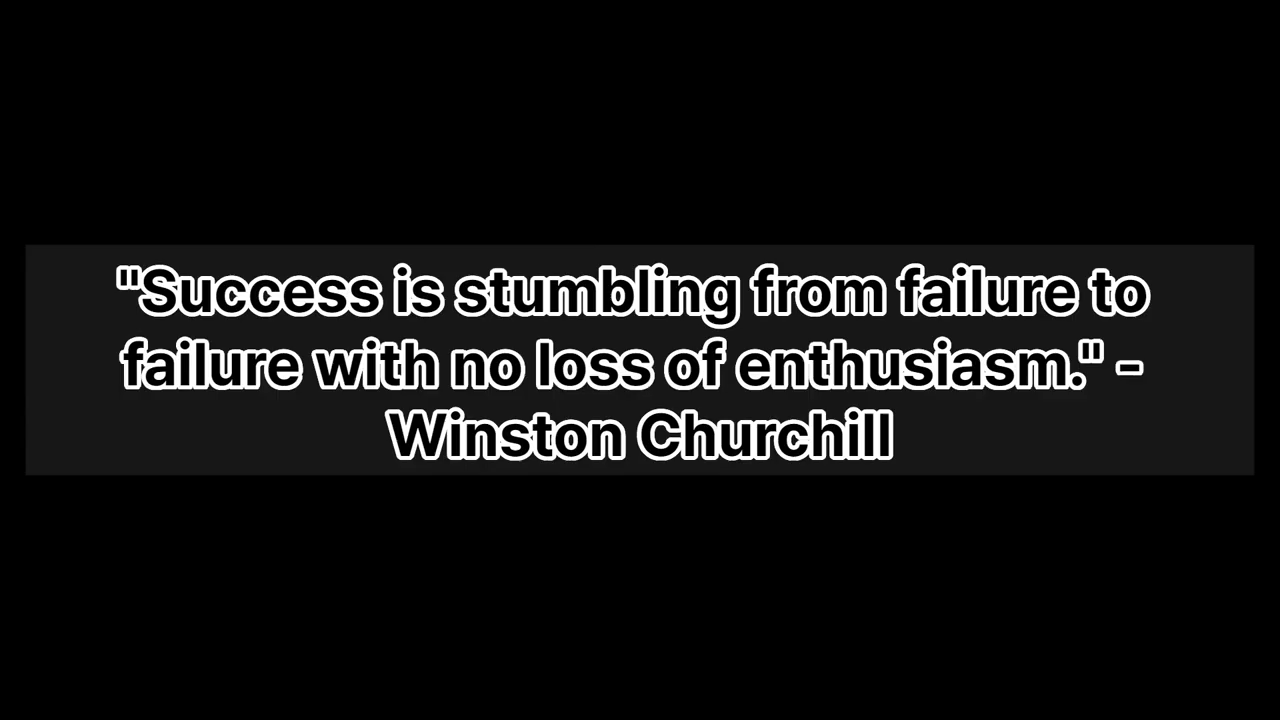 "Success is stumbling from failure to
failure with no loss of enthusiasm." -
Winston Churchill